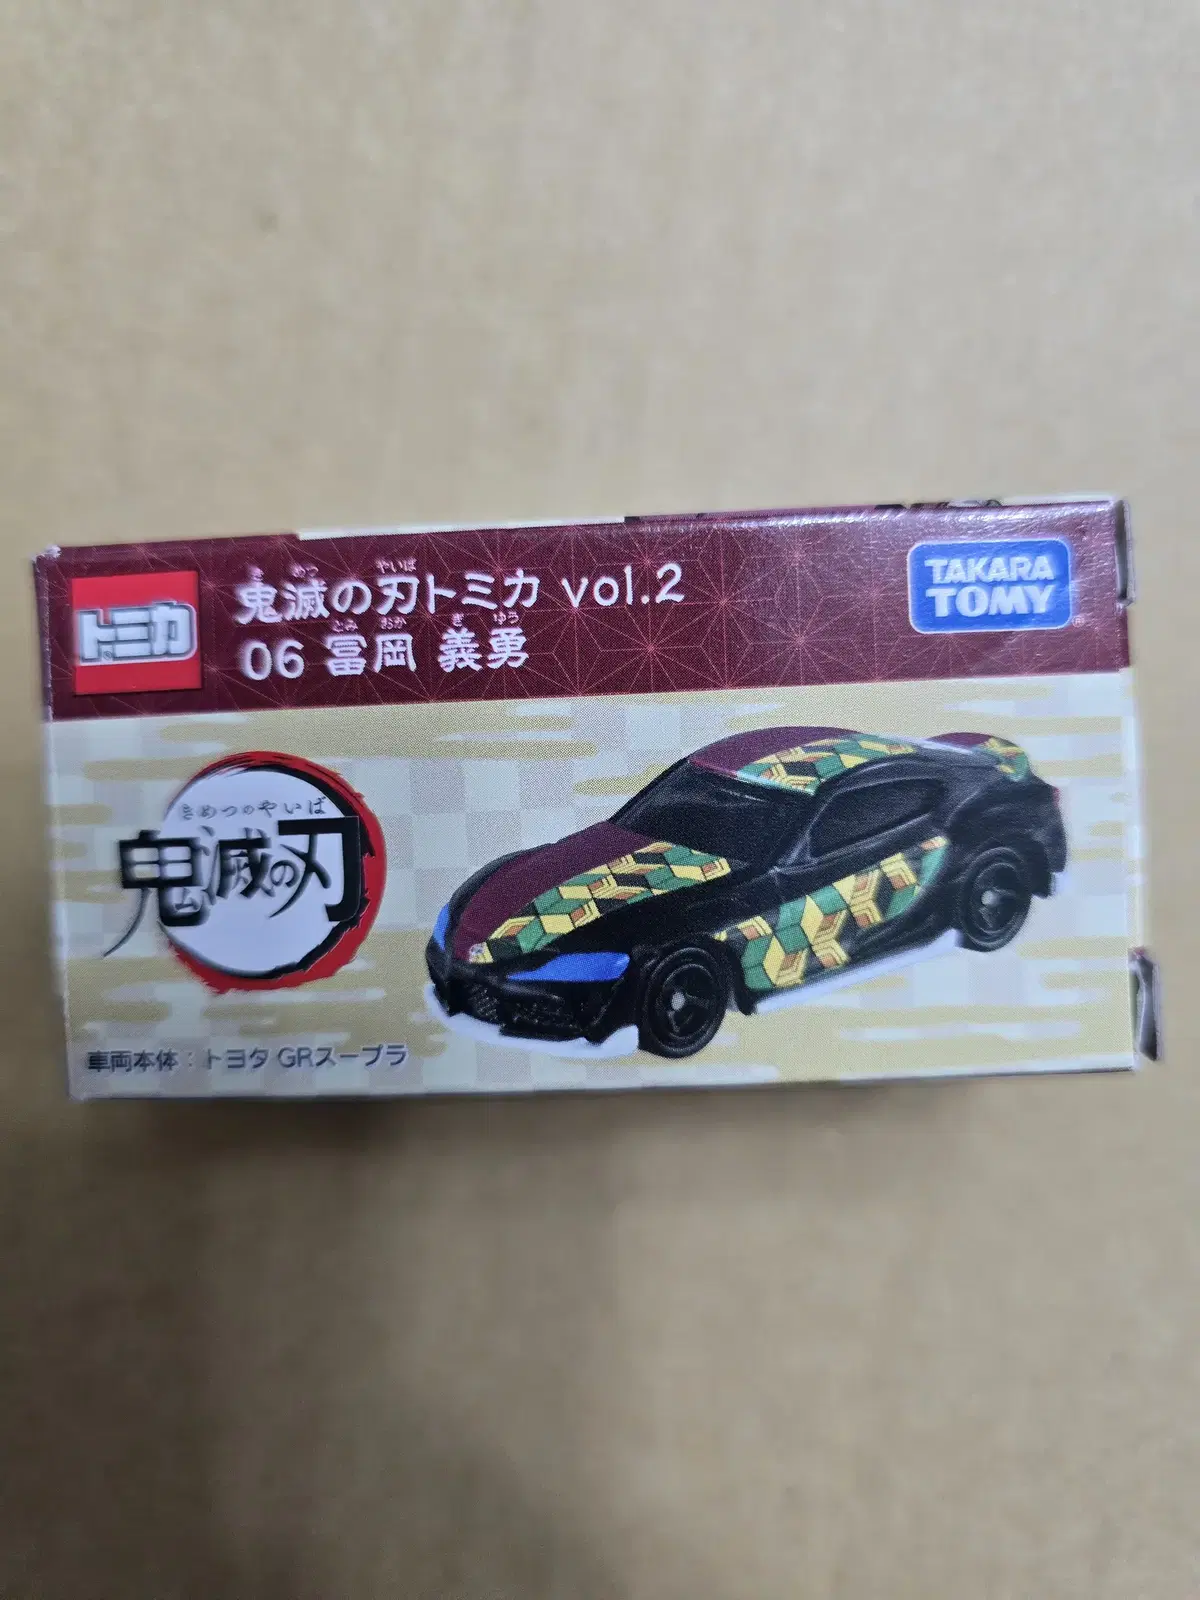 トミカ
き めつ やいば
鬼滅の刃トミカ vol.2
とみ おか ぎ ゆう
06 冨岡 義勇
TAKARA
TOMY
®
きめつのやいば
鬼滅の刃
車両本体：トヨタ GRスープラ